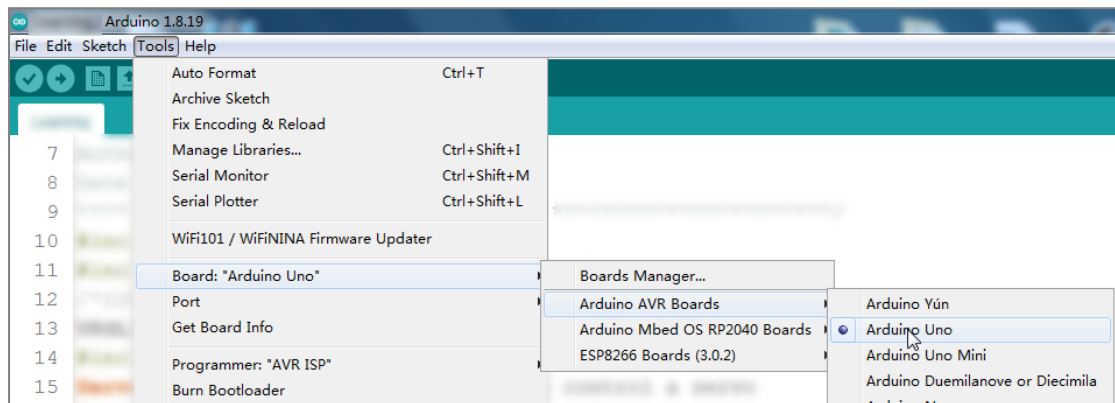 Arduino 1.8.19
File Edit Sketch Tools Help
Auto Format Ctrl+T
Archive Sketch
Fix Encoding & Reload
7 Manage Libraries... Ctrl+Shift+I
8 Serial Monitor Ctrl+Shift+M
9 Serial Plotter Ctrl+Shift+L
10 WiFi101 / WiFiNINA Firmware Updater
11 Board: "Arduino Uno" Boards Manager...
12 Port Arduino AVR Boards Arduino Yún
13 Get Board Info Arduino Mbed OS RP2040 Boards Arduino Uno
14 Programmer: "AVR ISP" ESP8266 Boards (3.0.2) Arduino Uno Mini
15 Burn Bootloader control a servo Arduino Duemilanove or Diecimila